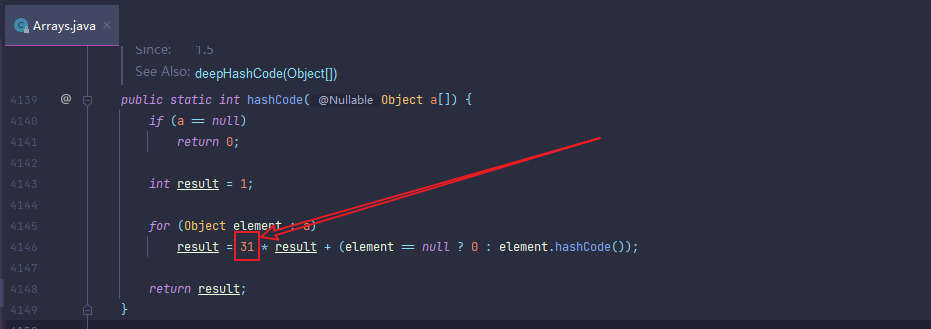 Arrays.java
Since: 1.5
See Also: deepHashCode(Object[])
4139 @ public static int hashCode( @Nullable Object a[]) {
4140 if (a == null)
4141 return 0;
4142
4143 int result = 1;
4144
4145 for (Object element : a)
4146 result = 31 * result + (element == null ? 0 : element.hashCode());
4147
4148 return result;
4149 }